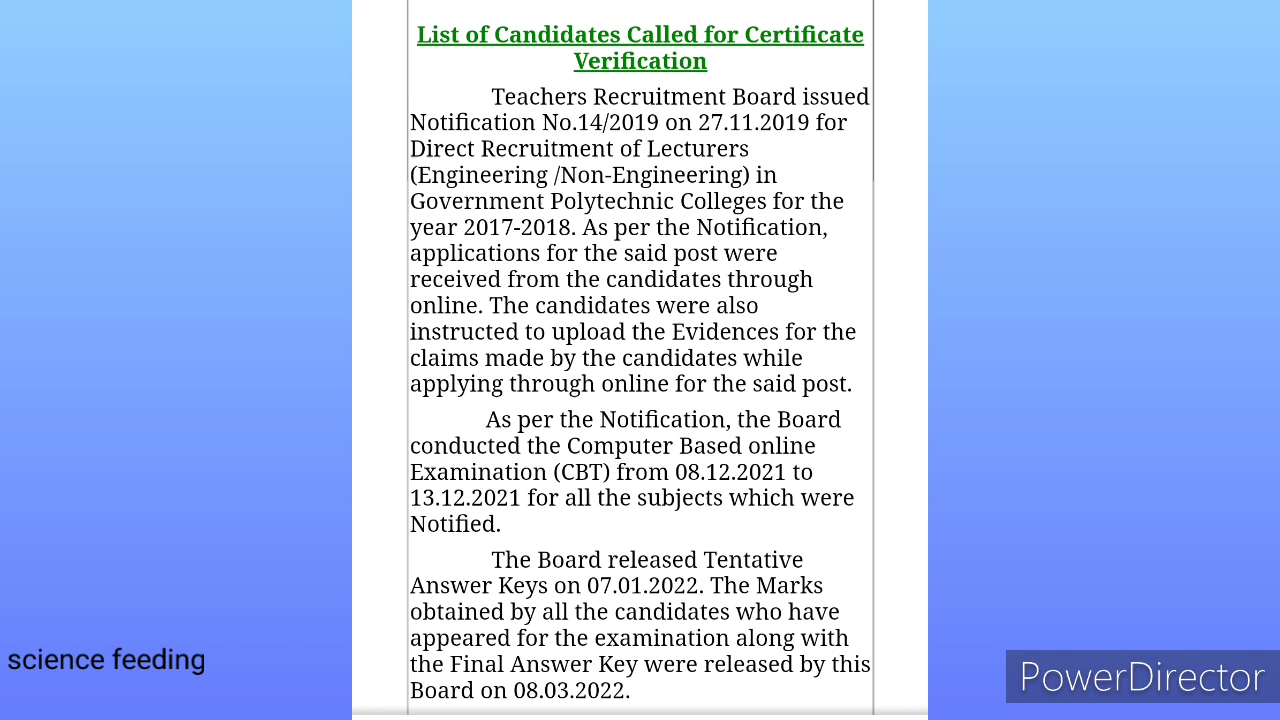 List of Candidates Called for Certificate
Verification
Teachers Recruitment Board issued
Notification No.14/2019 on 27.11.2019 for
Direct Recruitment of Lecturers
(Engineering /Non-Engineering) in
Government Polytechnic Colleges for the
year 2017-2018. As per the Notification,
applications for the said post were
received from the candidates through
online. The candidates were also
instructed to upload the Evidences for the
claims made by the candidates while
applying through online for the said post.
As per the Notification, the Board
conducted the Computer Based online
Examination (CBT) from 08.12.2021 to
13.12.2021 for all the subjects which were
Notified.
The Board released Tentative
Answer Keys on 07.01.2022. The Marks
obtained by all the candidates who have
appeared for the examination along with
the Final Answer Key were released by this
Board on 08.03.2022.
science feeding
PowerDirector